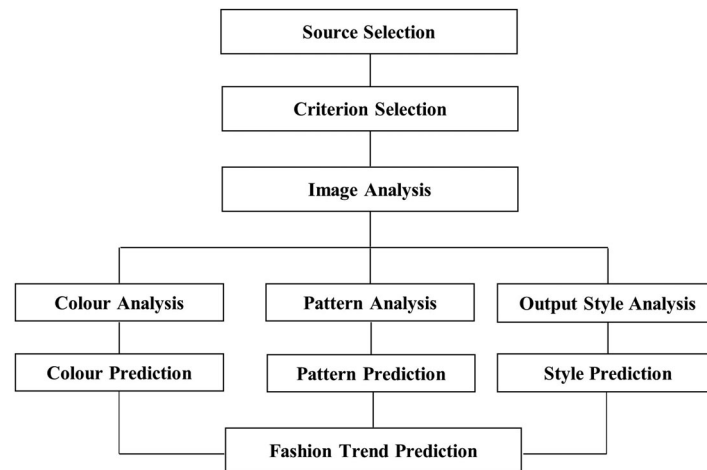 Source Selection
Criterion Selection
Image Analysis
Colour Analysis
Pattern Analysis
Output Style Analysis
Colour Prediction
Pattern Prediction
Style Prediction
Fashion Trend Prediction